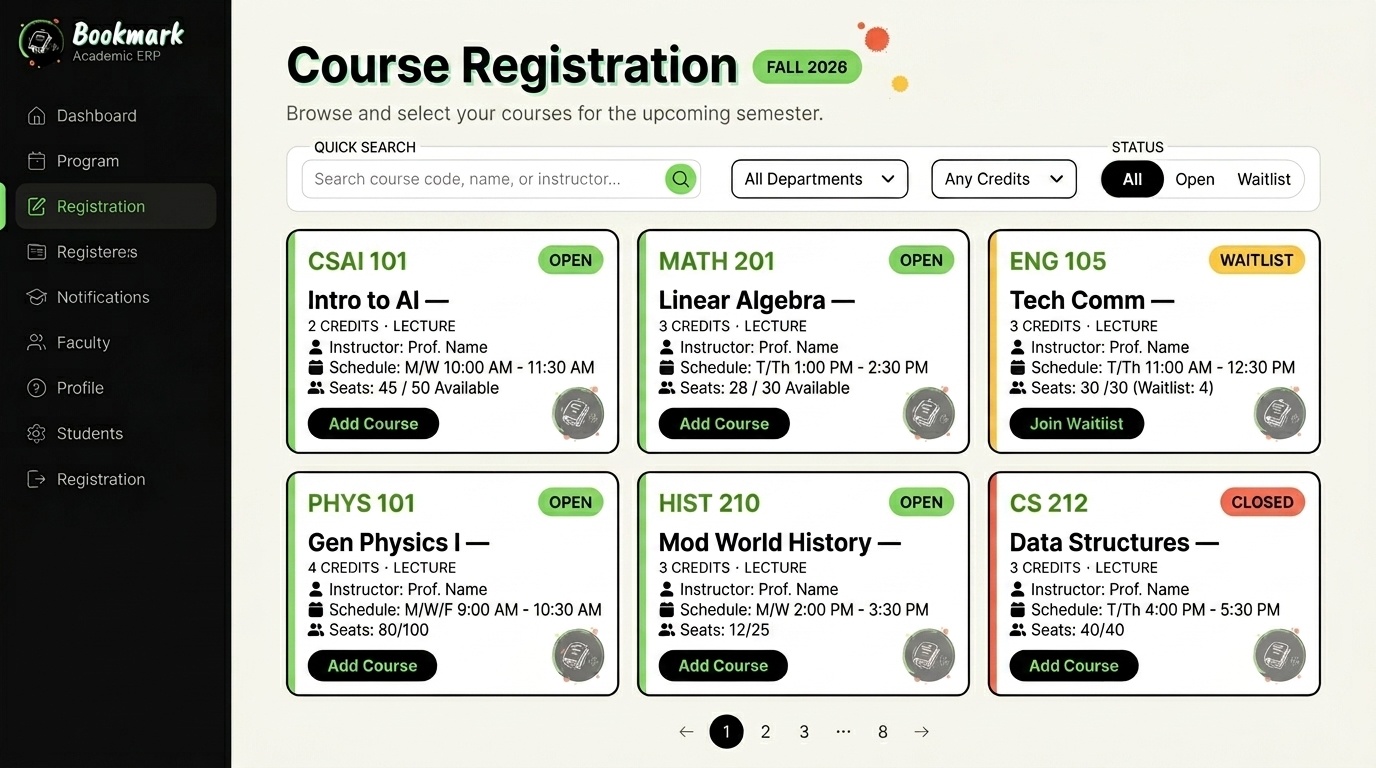 Bookmark
Academic ERP
Dashboard
Program
Registration
Registerers
Notifications
Faculty
Profile
Students
Registration
Course Registration
FALL 2026
Browse and select your courses for the upcoming semester.
QUICK SEARCH
Search course code, name, or instructor...
All Departments
Any Credits
STATUS
All
Open
Waitlist
CSAI 101
OPEN
Intro to AI —
2 CREDITS · LECTURE
Instructor: Prof. Name
Schedule: M/W 10:00 AM - 11:30 AM
Seats: 45 / 50 Available
Add Course
MATH 201
OPEN
Linear Algebra —
3 CREDITS · LECTURE
Instructor: Prof. Name
Schedule: T/Th 1:00 PM - 2:30 PM
Seats: 28 / 30 Available
Add Course
ENG 105
WAITLIST
Tech Comm —
3 CREDITS · LECTURE
Instructor: Prof. Name
Schedule: T/Th 11:00 AM - 12:30 PM
Seats: 30 /30 (Waitlist: 4)
Join Waitlist
PHYS 101
OPEN
Gen Physics I —
4 CREDITS · LECTURE
Instructor: Prof. Name
Schedule: M/W/F 9:00 AM - 10:30 AM
Seats: 80/100
Add Course
HIST 210
OPEN
Mod World History —
3 CREDITS · LECTURE
Instructor: Prof. Name
Schedule: M/W 2:00 PM - 3:30 PM
Seats: 12/25
Add Course
CS 212
CLOSED
Data Structures —
3 CREDITS · LECTURE
Instructor: Prof. Name
Schedule: T/Th 4:00 PM - 5:30 PM
Seats: 40/40
Add Course
← 1 2 3 ··· 8 →